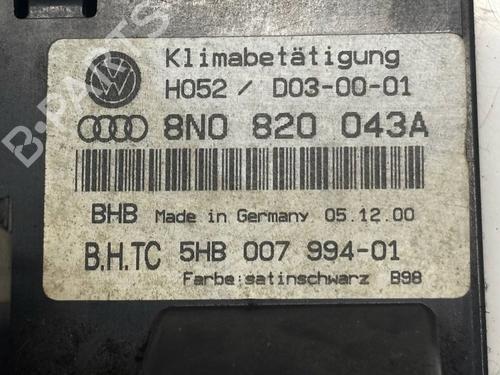 Klimabetätigung
H052 / D03-00-01
8N0 820 043A
BHB Made in Germany 05.12.00
B.H.TC 5HB 007 994-01
Farbe:satinschwarz B98
B-PARTS